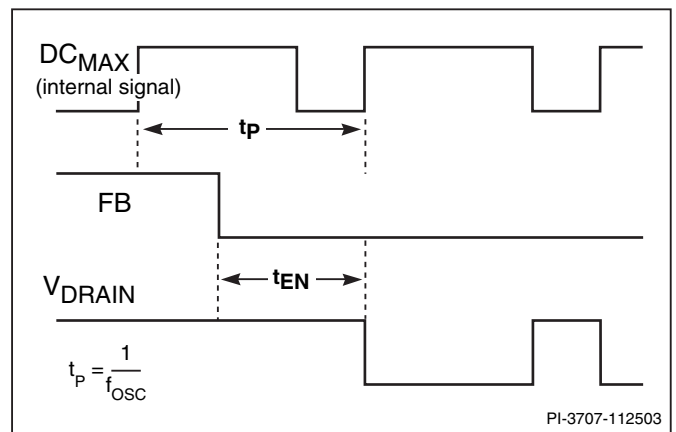 DCMAX
(internal signal)
tP
FB
tEN
VDRAIN
tP = 1/fOSC
PI-3707-112503